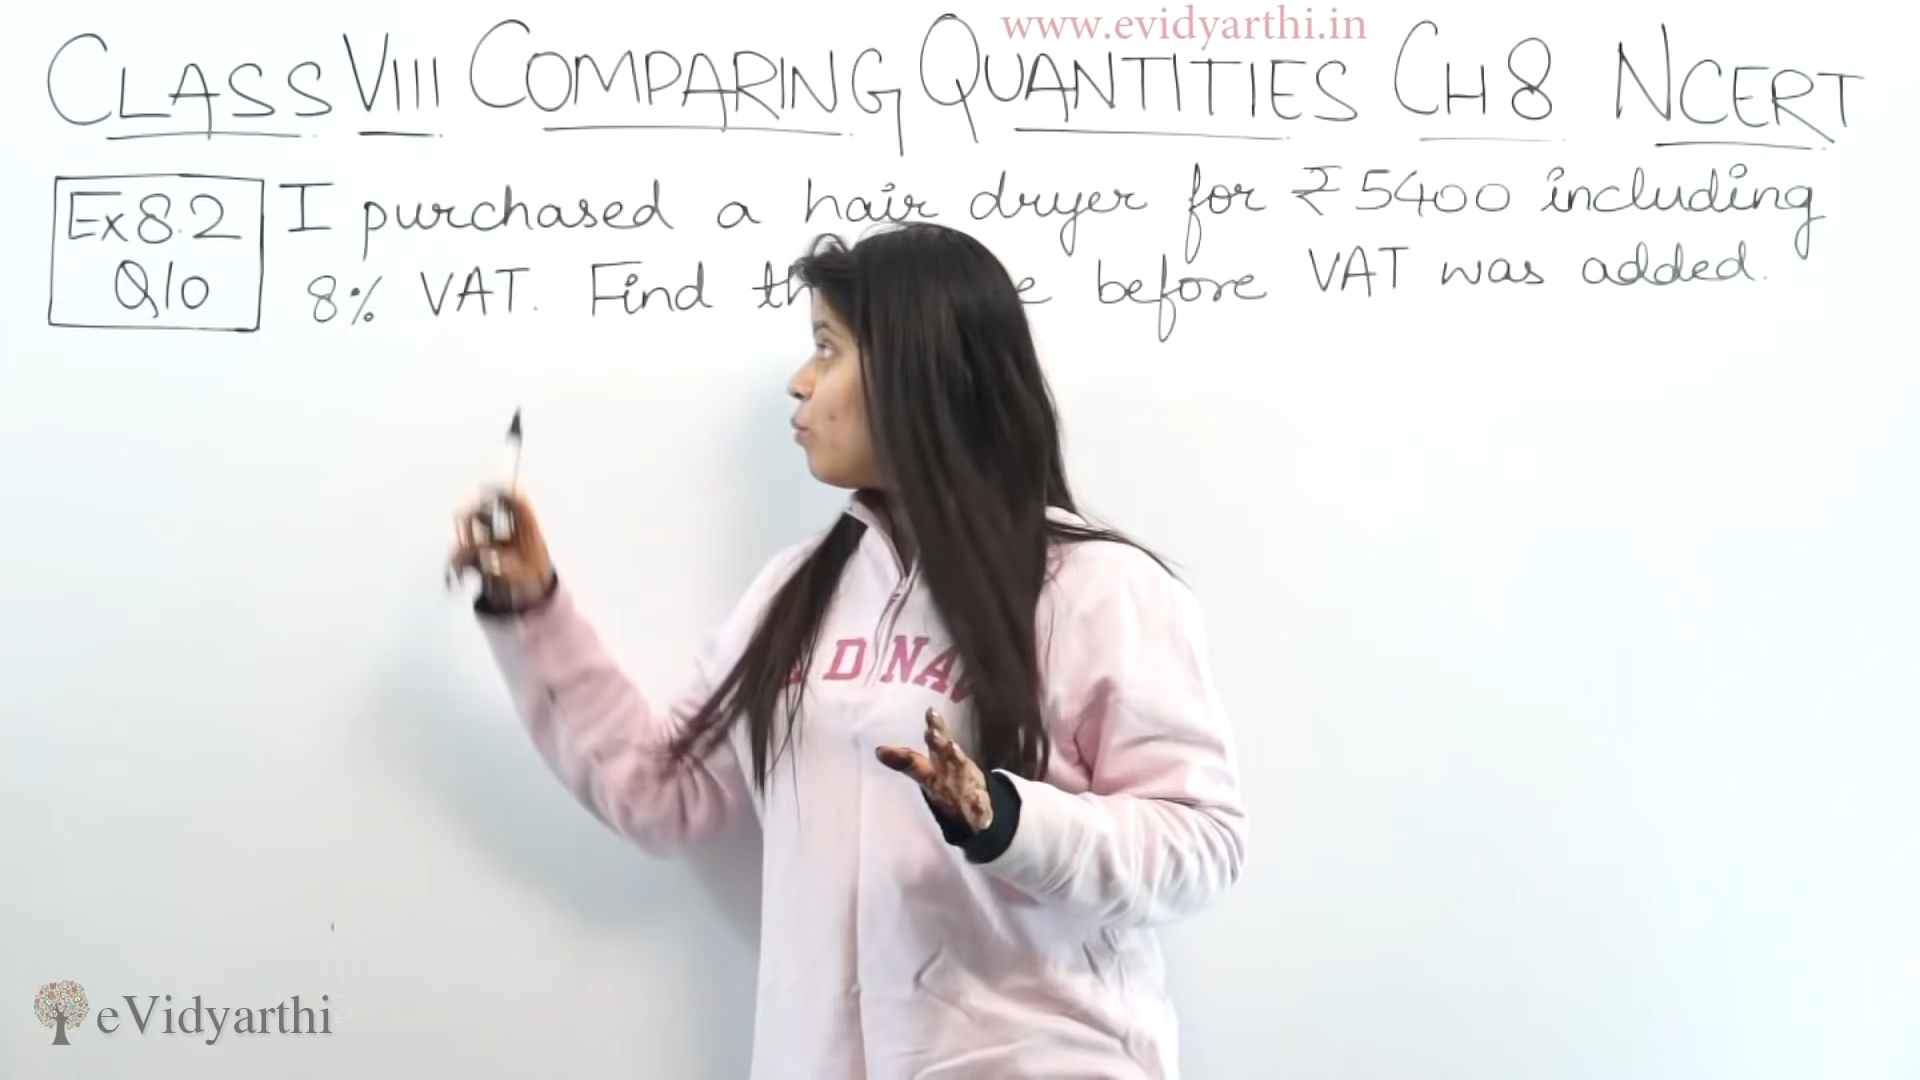 www.evidyarthi.in
CLASS VIII COMPARING QUANTITIES CH 8 NCERT
Ex 8.2
Q10
I purchased a hair dryer for ₹ 5400 including
8% VAT. Find before VAT was added.
D NA
eVidyarthi